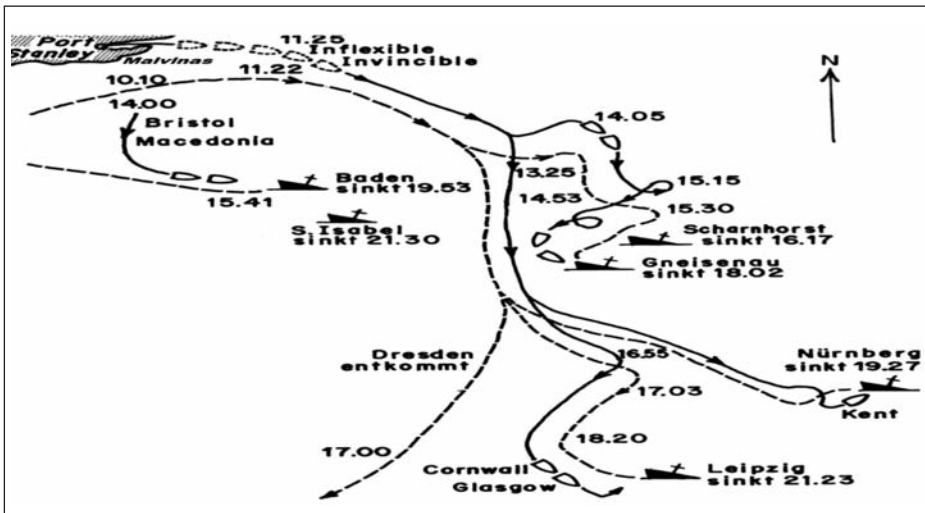 Port
Stanley
Malvinas
11.25
Inflexible
Invincible
N
10.10
11.22
14.00
Bristol
Macedonia
14.05
13.25
15.15
Baden
sinkt 19.53
15.41
14.53
15.30
S.Isabel
sinkt 21.30
Scharnhorst
sinkt 16.17
Gneisenau
sinkt 18.02
Dresden
entkommt
16.55
Nürnberg
sinkt 19.27
17.03
Kent
17.00
18.20
Cornwall
Glasgow
Leipzig
sinkt 21.23